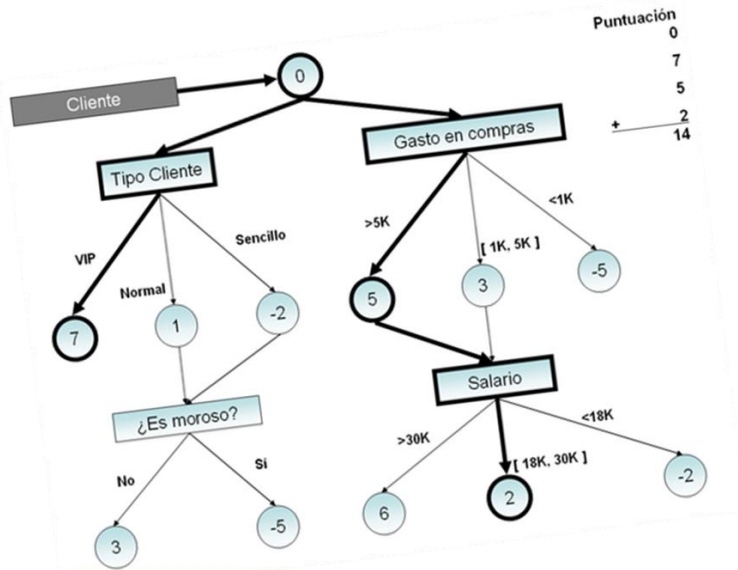 Puntuación
0
7
5
+ 2
14
Cliente
0
Tipo Cliente
Gasto en compras
VIP
Normal
Sencillo
>5K
[ 1K, 5K ]
<1K
7
1
-2
5
3
-5
¿Es moroso?
Salario
No
Sí
>30K
[ 18K, 30K ]
<18K
3
-5
6
2
-2